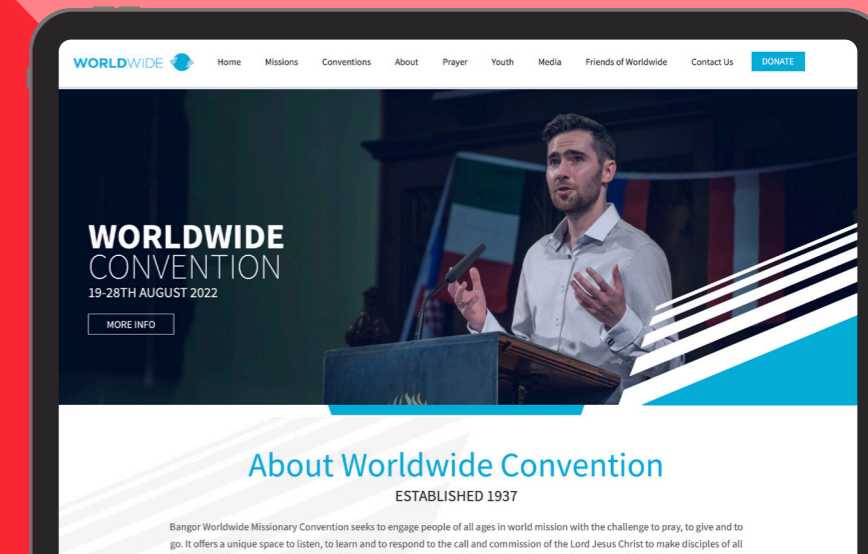 WORLDWIDE
Home Missions Conventions About Prayer Youth Media Friends of Worldwide Contact Us DONATE
WORLDWIDE
CONVENTION
19-28TH AUGUST 2022
MORE INFO
About Worldwide Convention
ESTABLISHED 1937
Bangor Worldwide Missionary Convention seeks to engage people of all ages in world mission with the challenge to pray, to give and to
go. It offers a unique space to listen, to learn and to respond to the call and commission of the Lord Jesus Christ to make disciples of all